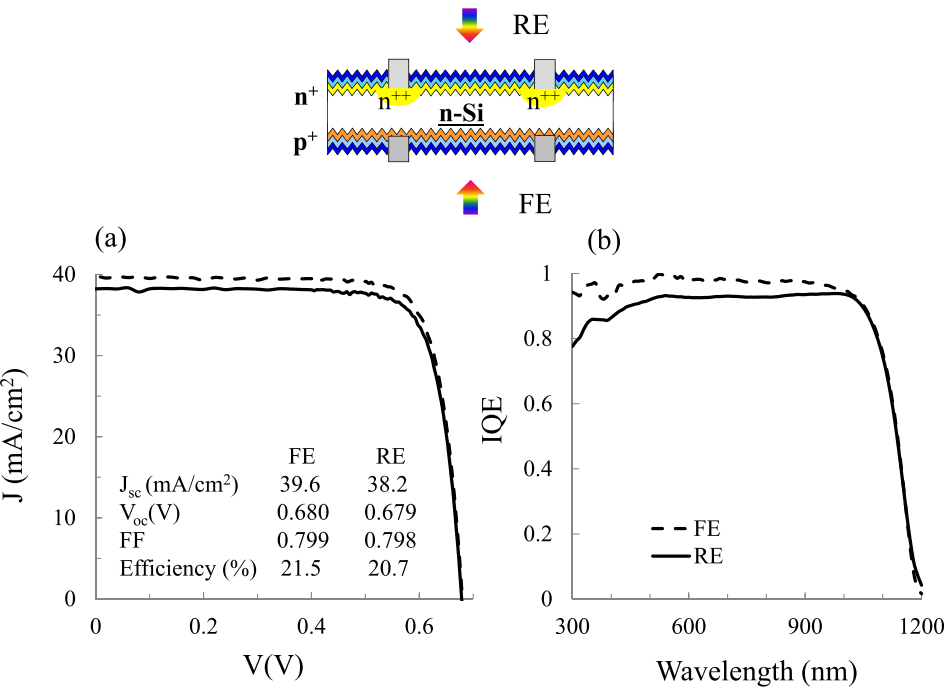 RE
n⁺
n⁺⁺ n⁺⁺
n-Si
p⁺
FE
(a)
40
30
20
10
0
J (mA/cm²)
FE RE
Jsc (mA/cm²) 39.6 38.2
Voc(V) 0.680 0.679
FF 0.799 0.798
Efficiency (%) 21.5 20.7
0 0.2 0.4 0.6
V(V)
(b)
1
0.8
0.6
0.4
0.2
0
IQE
FE
RE
300 600 900 1200
Wavelength (nm)